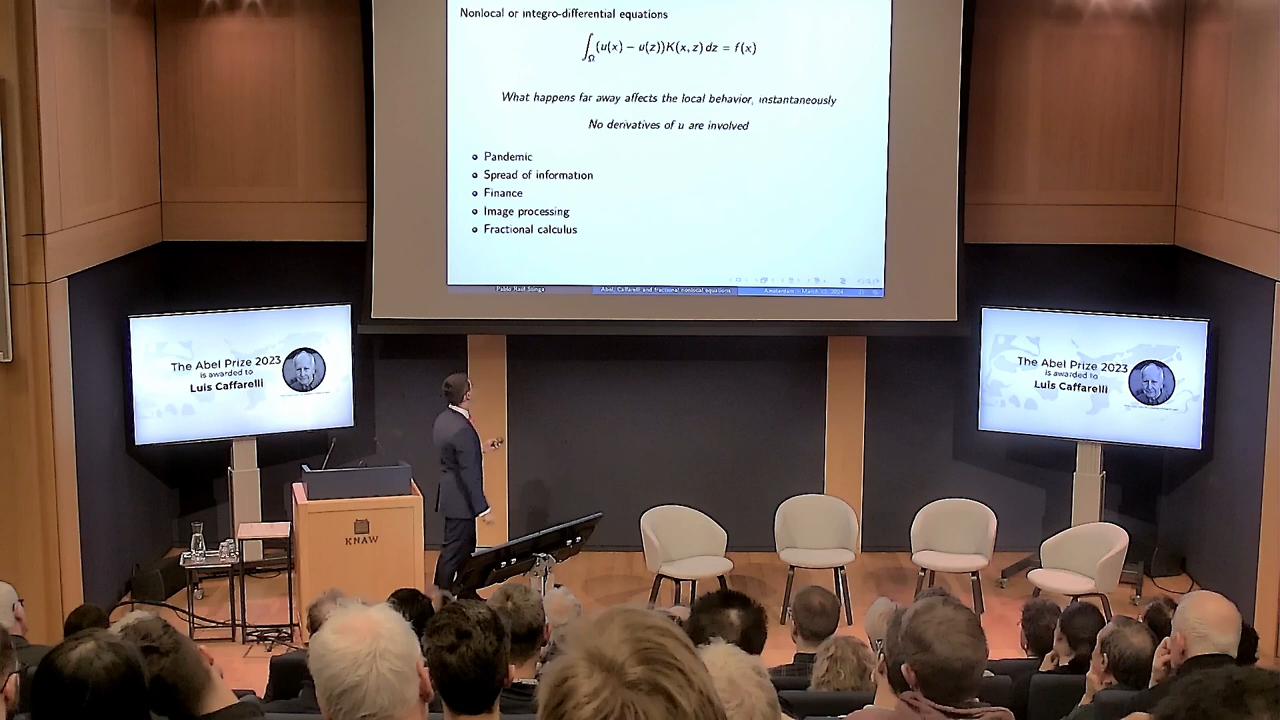 Nonlocal or integro-differential equations
∫_Ω (u(x) − u(z))K(x, z) dz = f(x)
What happens far away affects the local behavior, instantaneously
No derivatives of u are involved
Pandemic
Spread of information
Finance
Image processing
Fractional calculus
Pablo Raúl Stinga
Abel, Caffarelli and fractional nonlocal equations
The Abel Prize 2023
is awarded to
Luis Caffarelli
The Abel Prize 2023
is awarded to
Luis Caffarelli
KNAW